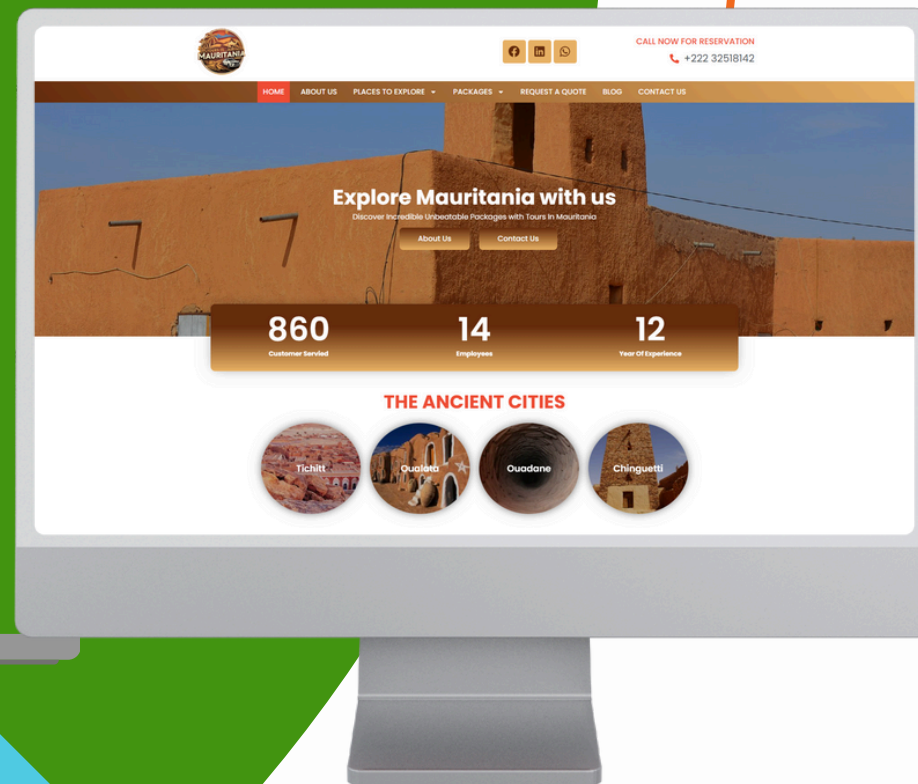 MAURITANIA
CALL NOW FOR RESERVATION
+222 32518142
HOME ABOUT US PLACES TO EXPLORE PACKAGES REQUEST A QUOTE BLOG CONTACT US
Explore Mauritania with us
Discover Incredible Unbeatable Packages with Tours In Mauritania
About Us Contact Us
860 14 12
Customer Servied Employees Year Of Experience
THE ANCIENT CITIES
Tichitt Oualata Ouadane Chinguetti